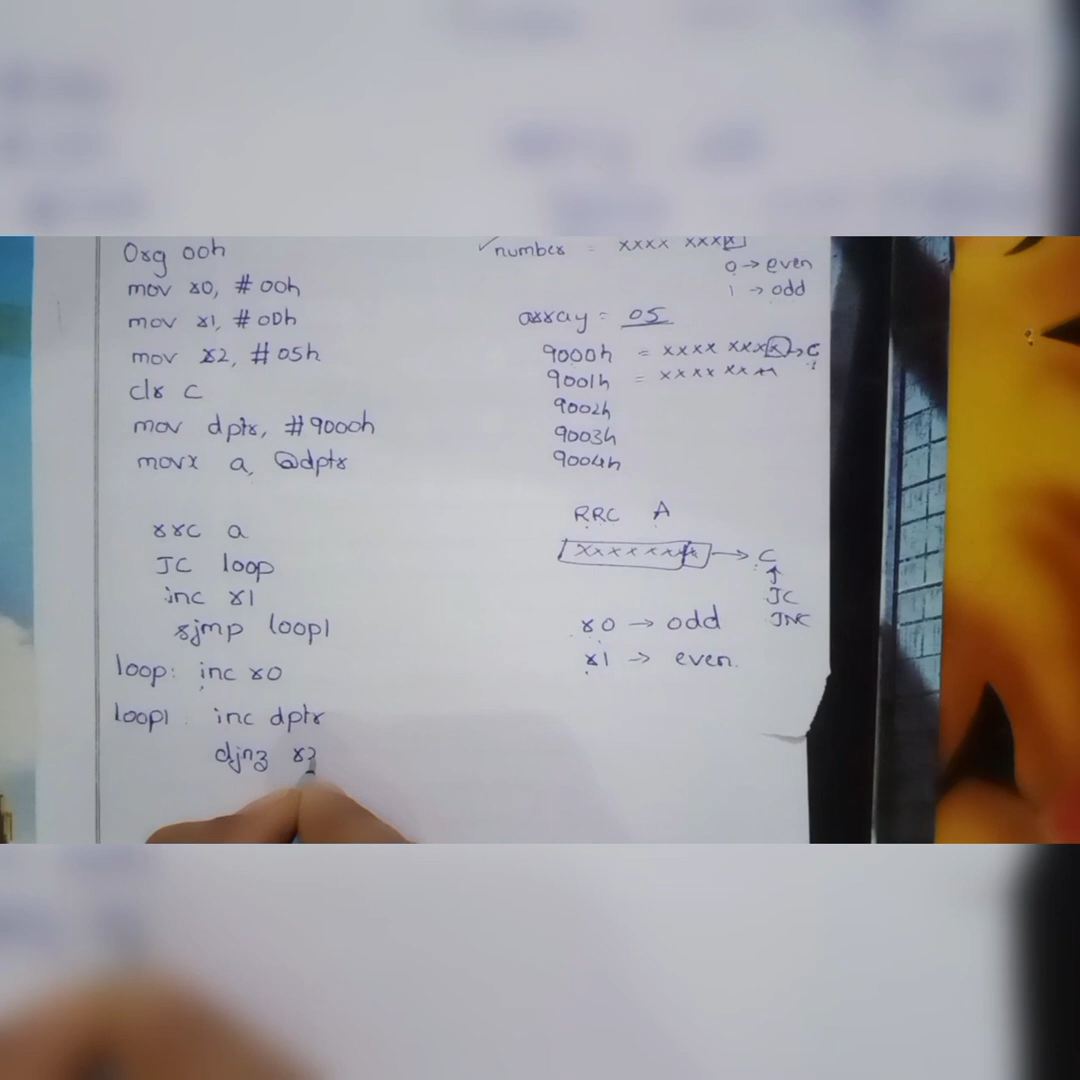 Org 00h
mov r0, #00h
mov r1, #00h
mov r2, #05h
clr C
mov dptr, #9000h
movx a, @dptr
rrc a
JC loop
inc r1
sjmp loop1
loop: inc r0
loop1: inc dptr
djnz r2
✓number = xxxx xxxx
0 → even
1 → odd
array = 05
9000h = xxxx xxxx → C
9001h = xxxx xxxx
9002h
9003h
9004h
RRC A
xxxxxxxx → C
↑
JC
JNC
r0 → odd
r1 → even.